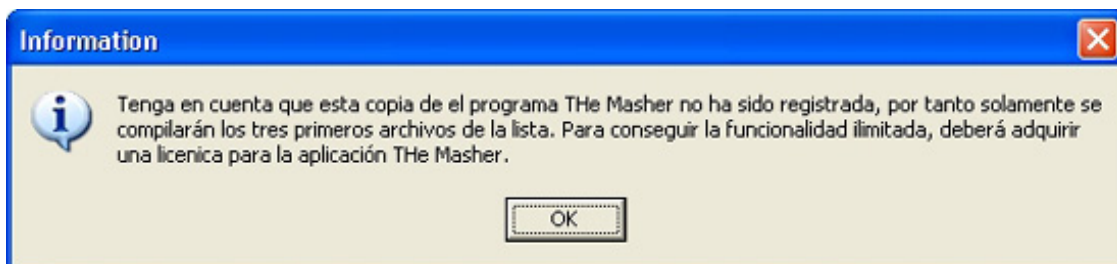 Information
Tenga en cuenta que esta copia de el programa THe Masher no ha sido registrada, por tanto solamente se
compilarán los tres primeros archivos de la lista. Para conseguir la funcionalidad ilimitada, deberá adquirir
una licenica para la aplicación THe Masher.
OK